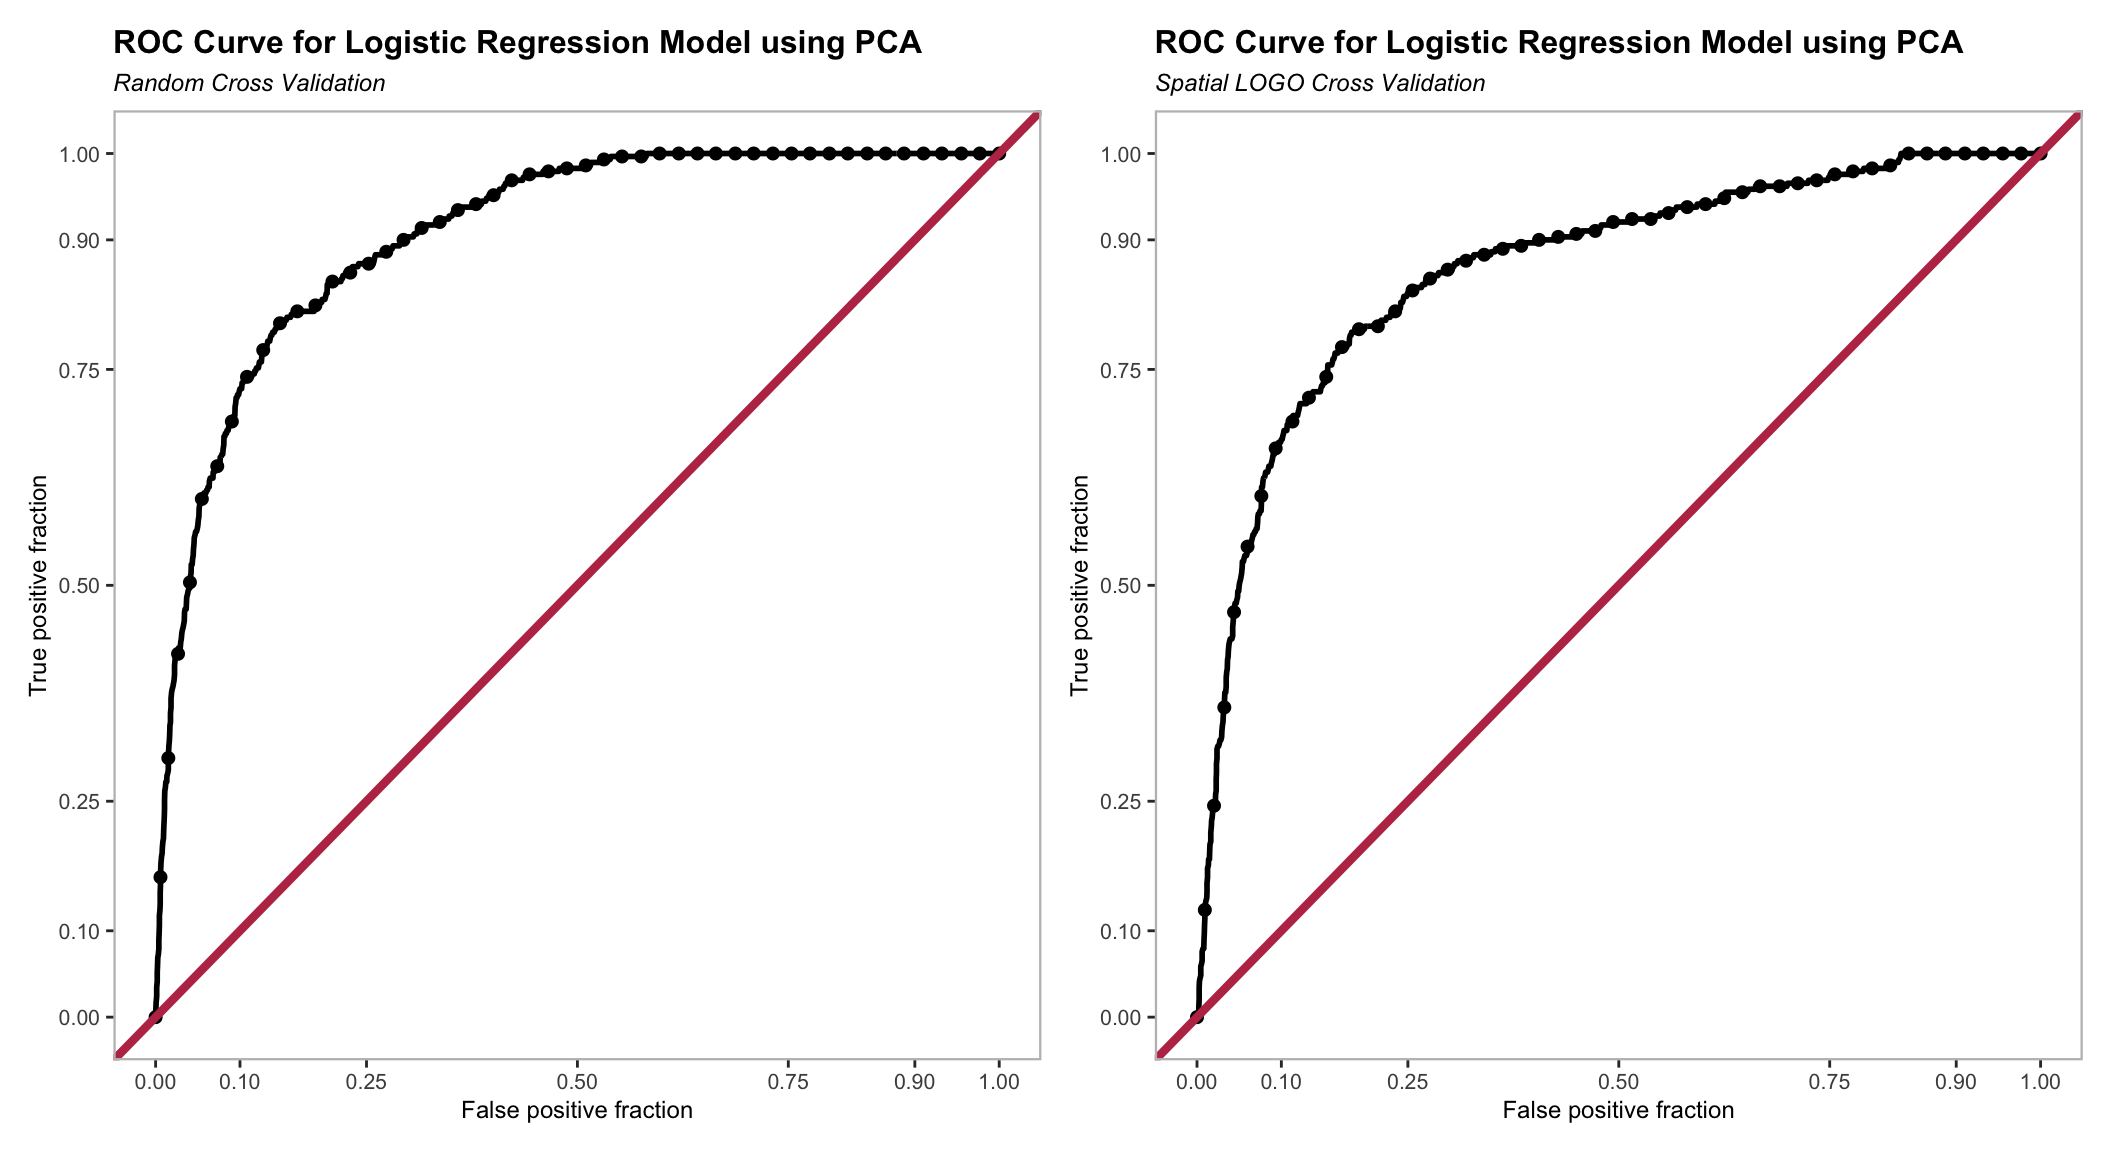 ROC Curve for Logistic Regression Model using PCA
Random Cross Validation
1.00
0.90
0.75
0.50
0.25
0.10
0.00
True positive fraction
0.00 0.10 0.25 0.50 0.75 0.90 1.00
False positive fraction
ROC Curve for Logistic Regression Model using PCA
Spatial LOGO Cross Validation
1.00
0.90
0.75
0.50
0.25
0.10
0.00
True positive fraction
0.00 0.10 0.25 0.50 0.75 0.90 1.00
False positive fraction